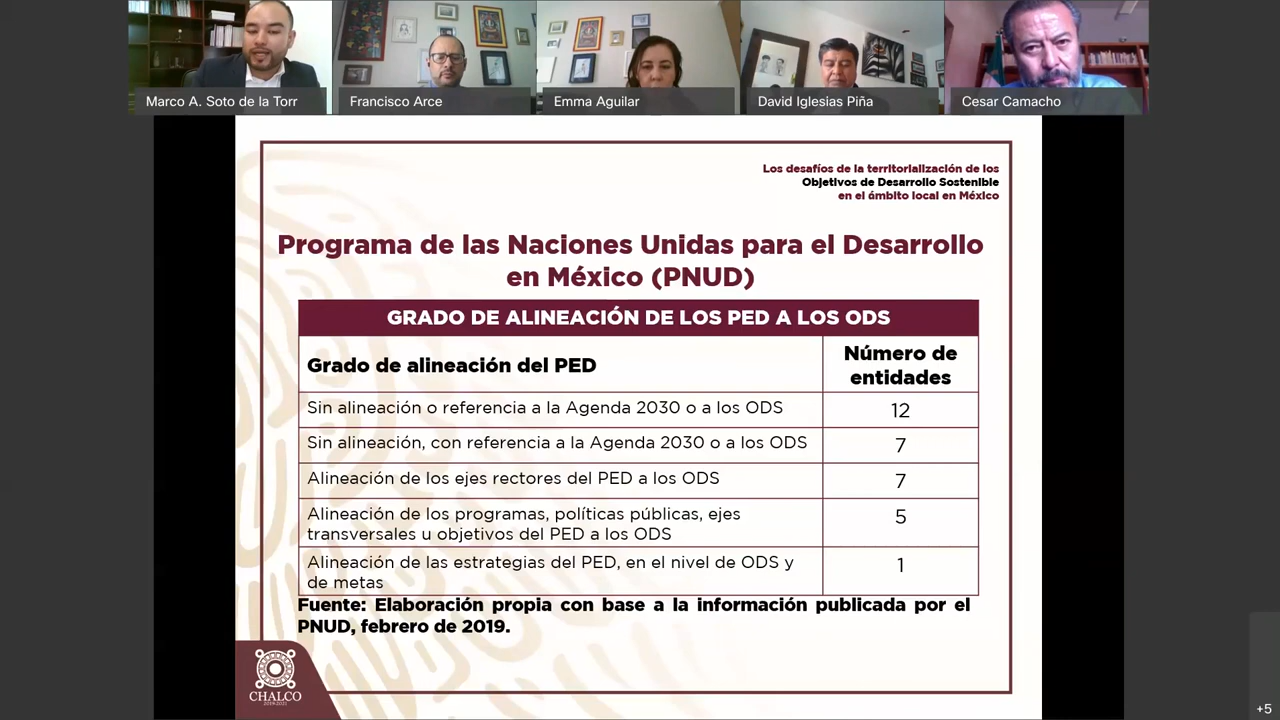 Marco A. Soto de la Torr
Francisco Arce
Emma Aguilar
David Iglesias Piña
Cesar Camacho
Los desafíos de la territorialización de los
Objetivos de Desarrollo Sostenible
en el ámbito local en México
Programa de las Naciones Unidas para el Desarrollo
en México (PNUD)
GRADO DE ALINEACIÓN DE LOS PED A LOS ODS
Grado de alineación del PED
Número de
entidades
Sin alineación o referencia a la Agenda 2030 o a los ODS
12
Sin alineación, con referencia a la Agenda 2030 o a los ODS
7
Alineación de los ejes rectores del PED a los ODS
7
Alineación de los programas, políticas públicas, ejes
transversales u objetivos del PED a los ODS
5
Alineación de las estrategias del PED, en el nivel de ODS y
de metas
1
Fuente: Elaboración propia con base a la información publicada por el
PNUD, febrero de 2019.
CHALCO
2019-2021
+5